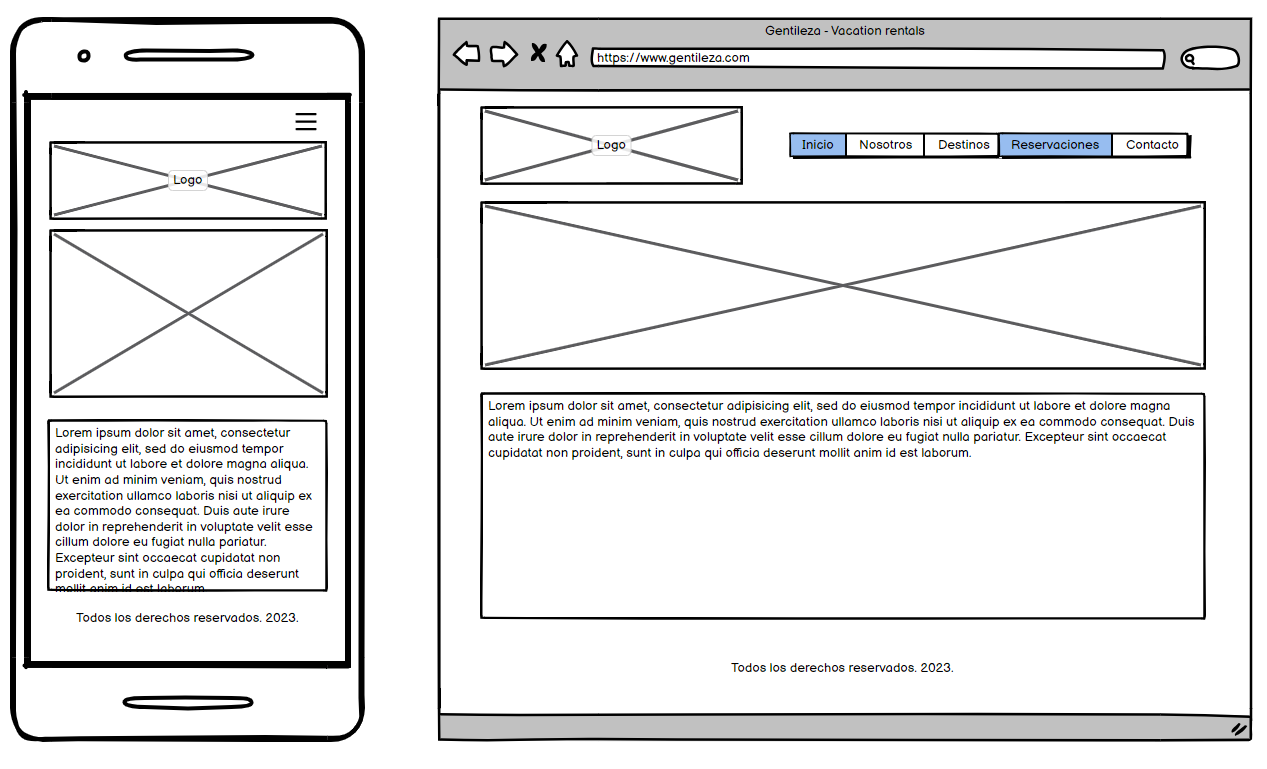 Logo
Lorem ipsum dolor sit amet, consectetur
adipisicing elit, sed do eiusmod tempor
incididunt ut labore et dolore magna aliqua.
Ut enim ad minim veniam, quis nostrud
exercitation ullamco laboris nisi ut aliquip ex
ea commodo consequat. Duis aute irure
dolor in reprehenderit in voluptate velit esse
cillum dolore eu fugiat nulla pariatur.
Excepteur sint occaecat cupidatat non
proident, sunt in culpa qui officia deserunt
mollit anim id est laborum.
Todos los derechos reservados. 2023.
Gentileza - Vacation rentals
https://www.gentileza.com
Logo
Inicio Nosotros Destinos Reservaciones Contacto
Lorem ipsum dolor sit amet, consectetur adipisicing elit, sed do eiusmod tempor incididunt ut labore et dolore magna
aliqua. Ut enim ad minim veniam, quis nostrud exercitation ullamco laboris nisi ut aliquip ex ea commodo consequat. Duis
aute irure dolor in reprehenderit in voluptate velit esse cillum dolore eu fugiat nulla pariatur. Excepteur sint occaecat
cupidatat non proident, sunt in culpa qui officia deserunt mollit anim id est laborum.
Todos los derechos reservados. 2023.